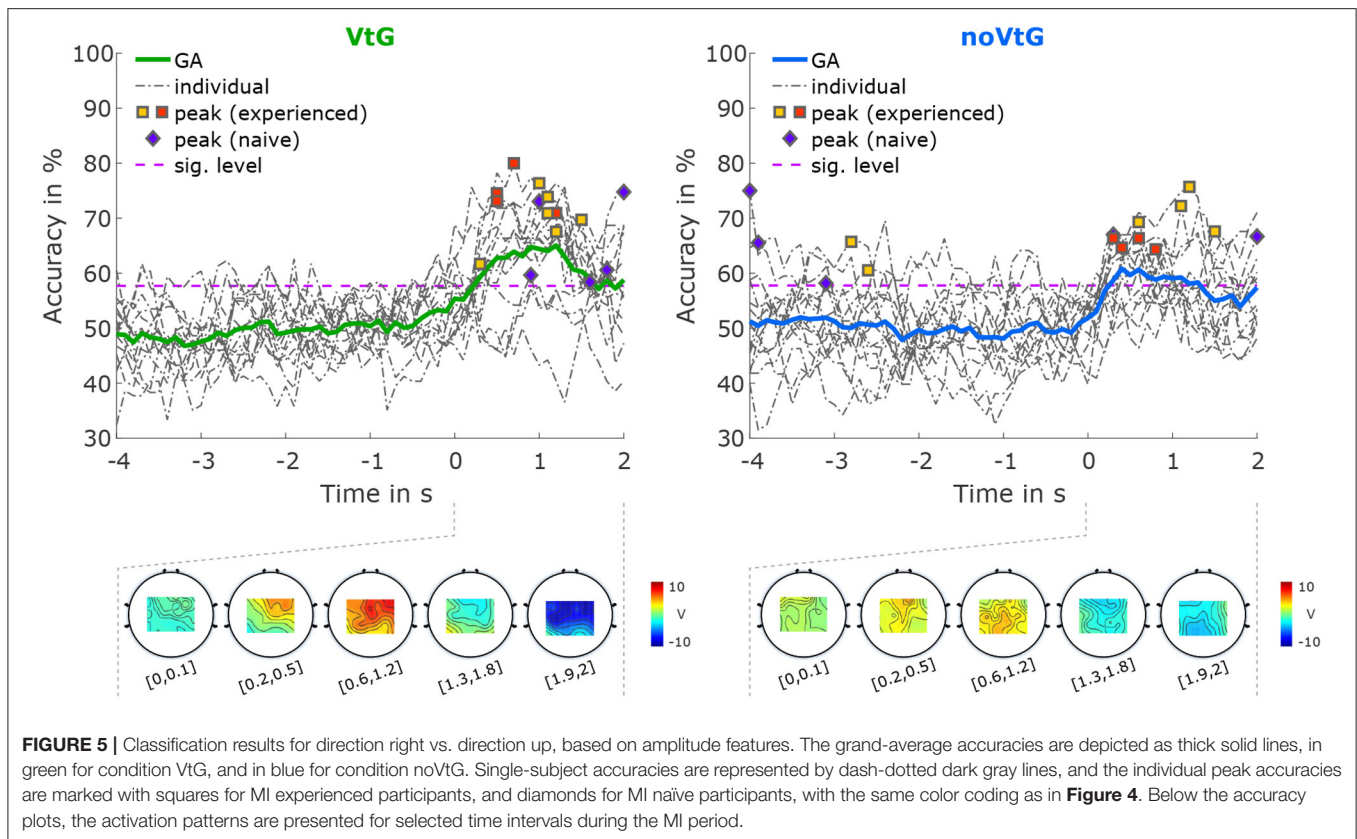 VtG
GA
individual
peak (experienced)
peak (naive)
sig. level
100
90
80
70
60
50
40
30
Accuracy in %
-4
-3
-2
-1
0
1
2
Time in s
noVtG
GA
individual
peak (experienced)
peak (naive)
sig. level
100
90
80
70
60
50
40
30
Accuracy in %
-4
-3
-2
-1
0
1
2
Time in s
[0,0.1]
[0.2,0.5]
[0.6,1.2]
[1.3,1.8]
[1.9,2]
10
V
-10
[0,0.1]
[0.2,0.5]
[0.6,1.2]
[1.3,1.8]
[1.9,2]
10
V
-10
FIGURE 5 | Classification results for direction right vs. direction up, based on amplitude features. The grand-average accuracies are depicted as thick solid lines, in
green for condition VtG, and in blue for condition noVtG. Single-subject accuracies are represented by dash-dotted dark gray lines, and the individual peak accuracies
are marked with squares for MI experienced participants, and diamonds for MI naïve participants, with the same color coding as in Figure 4. Below the accuracy
plots, the activation patterns are presented for selected time intervals during the MI period.